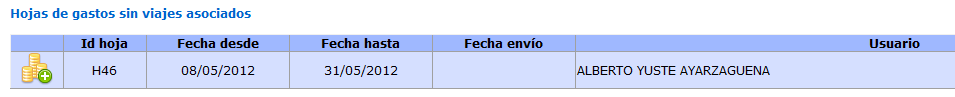 Hojas de gastos sin viajes asociados
Id hoja Fecha desde Fecha hasta Fecha envío Usuario
H46 08/05/2012 31/05/2012 ALBERTO YUSTE AYARZAGUENA